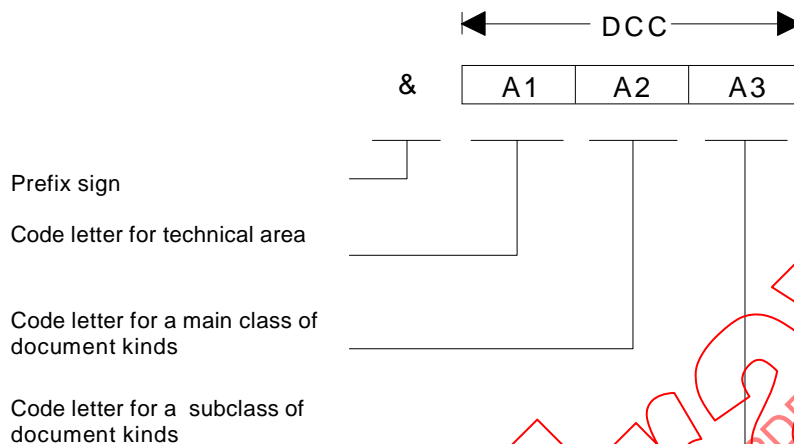 DCC
& A1 A2 A3
Prefix sign
Code letter for technical area
Code letter for a main class of
document kinds
Code letter for a subclass of
document kinds